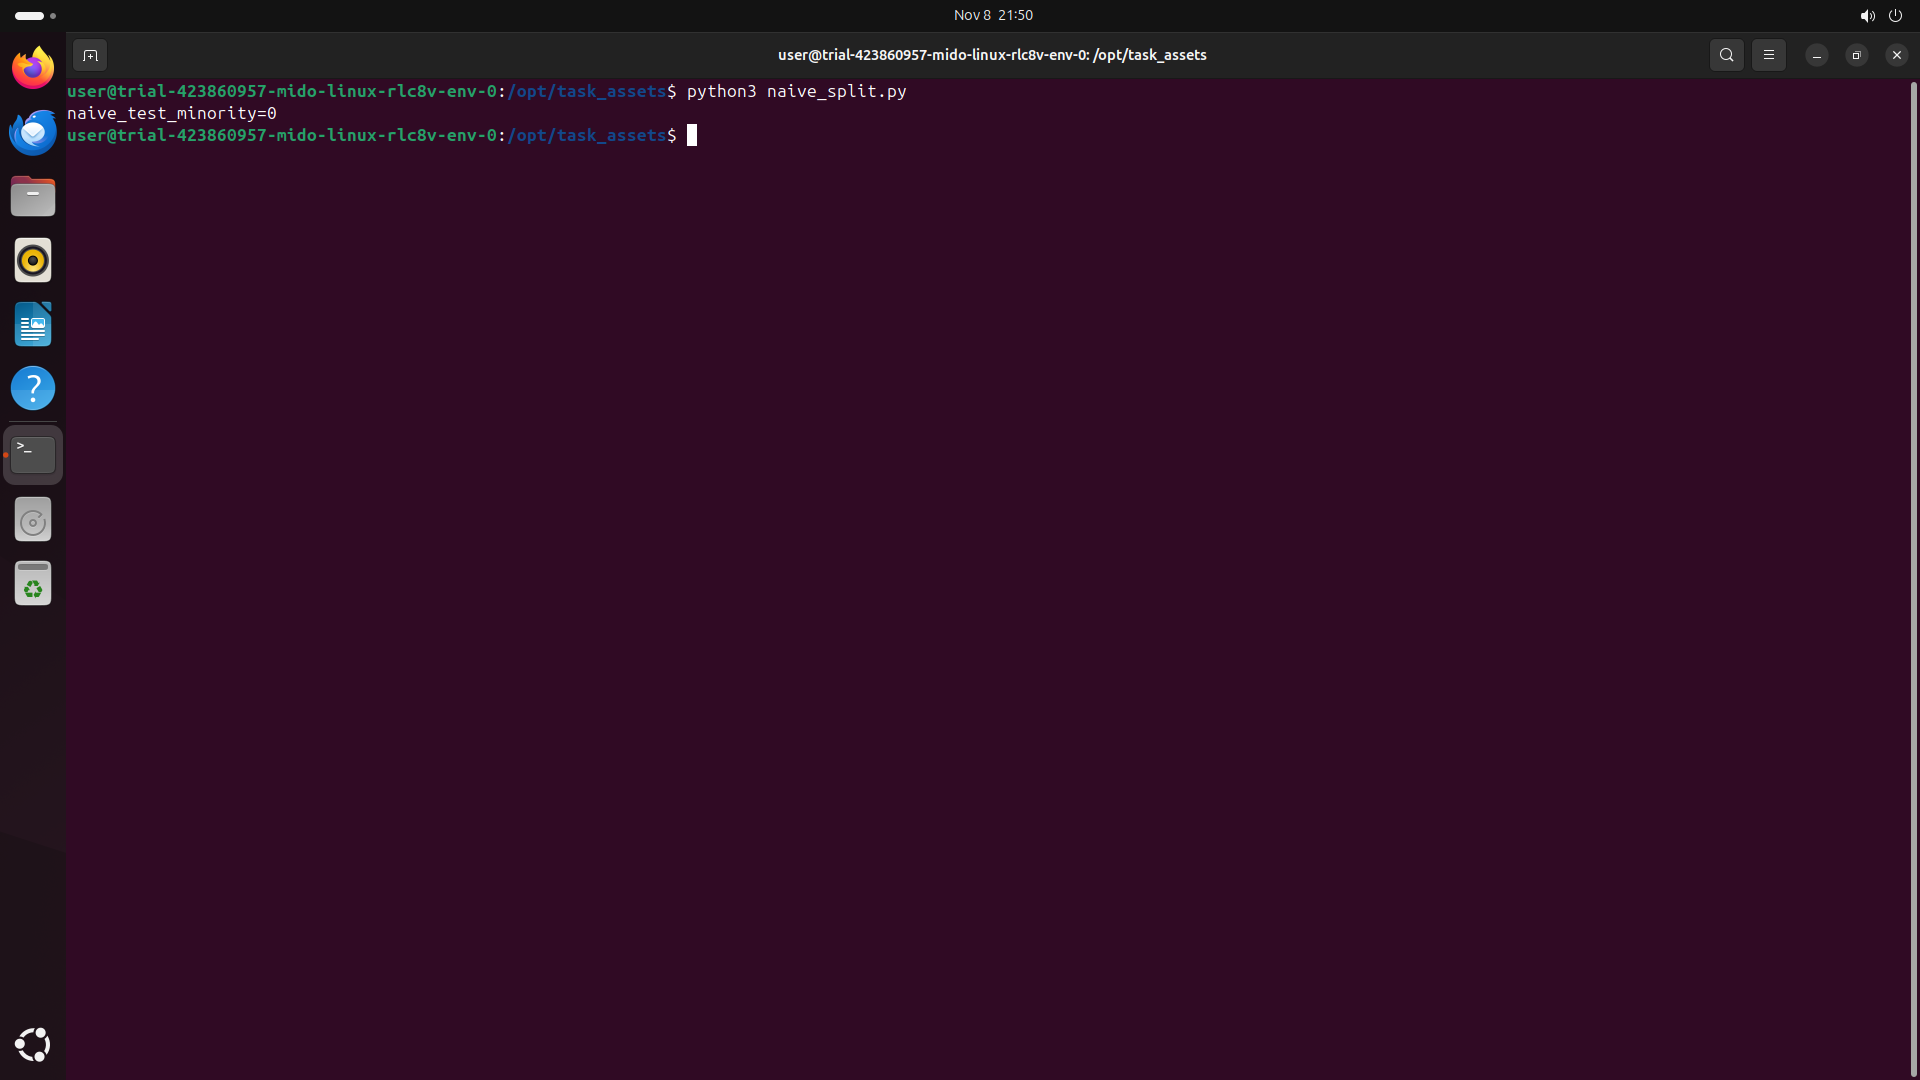 Nov 8 21:50
user@trial-423860957-mido-linux-rlc8v-env-0: /opt/task_assets
user@trial-423860957-mido-linux-rlc8v-env-0:/opt/task_assets$ python3 naive_split.py
naive_test_minority=0
user@trial-423860957-mido-linux-rlc8v-env-0:/opt/task_assets$